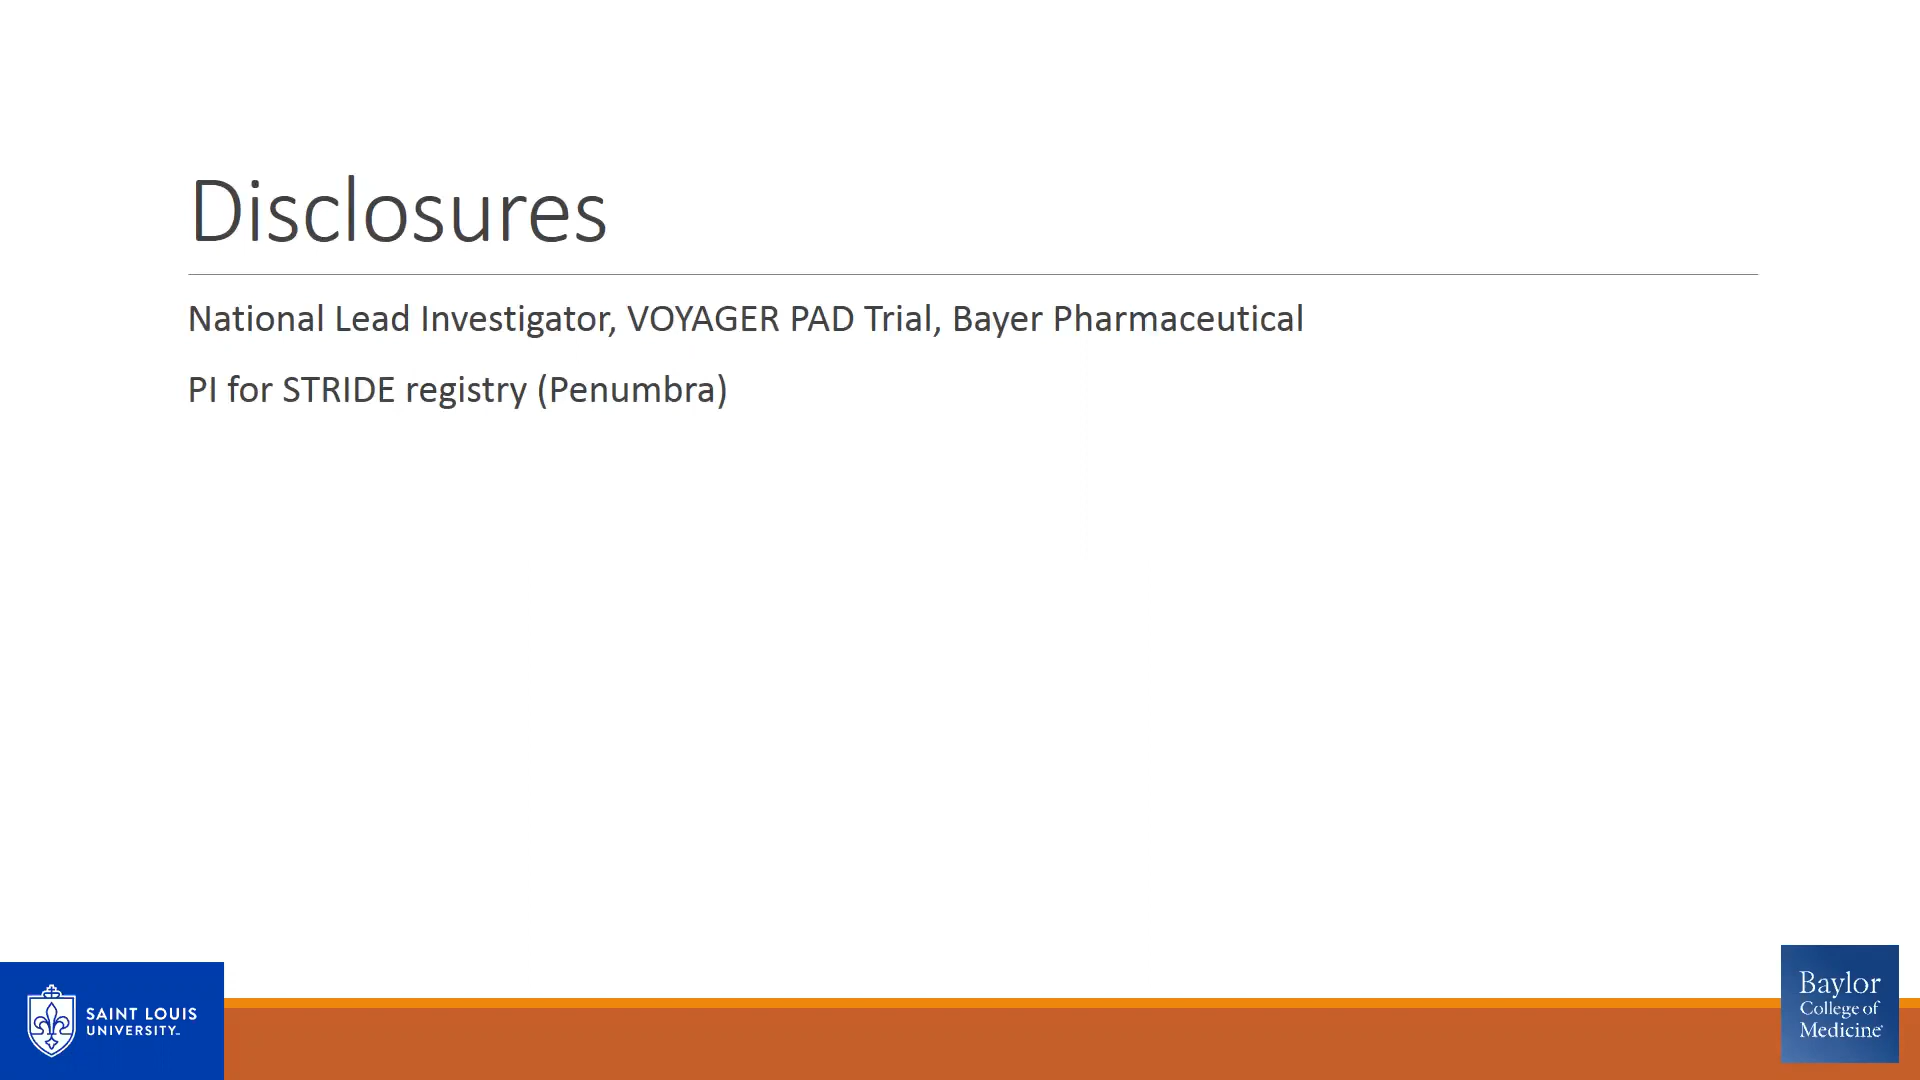 Disclosures
National Lead Investigator, VOYAGER PAD Trial, Bayer Pharmaceutical
PI for STRIDE registry (Penumbra)
SAINT LOUIS
UNIVERSITY™
Baylor
College of
Medicine